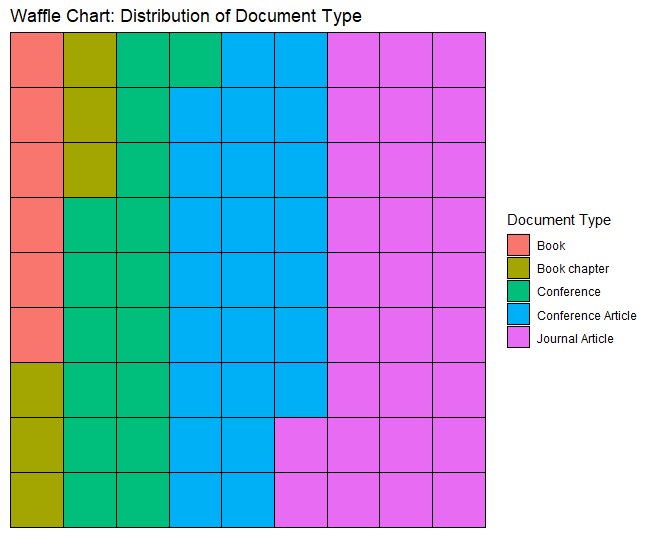 Waffle Chart: Distribution of Document Type
Document Type
Book
Book chapter
Conference
Conference Article
Journal Article